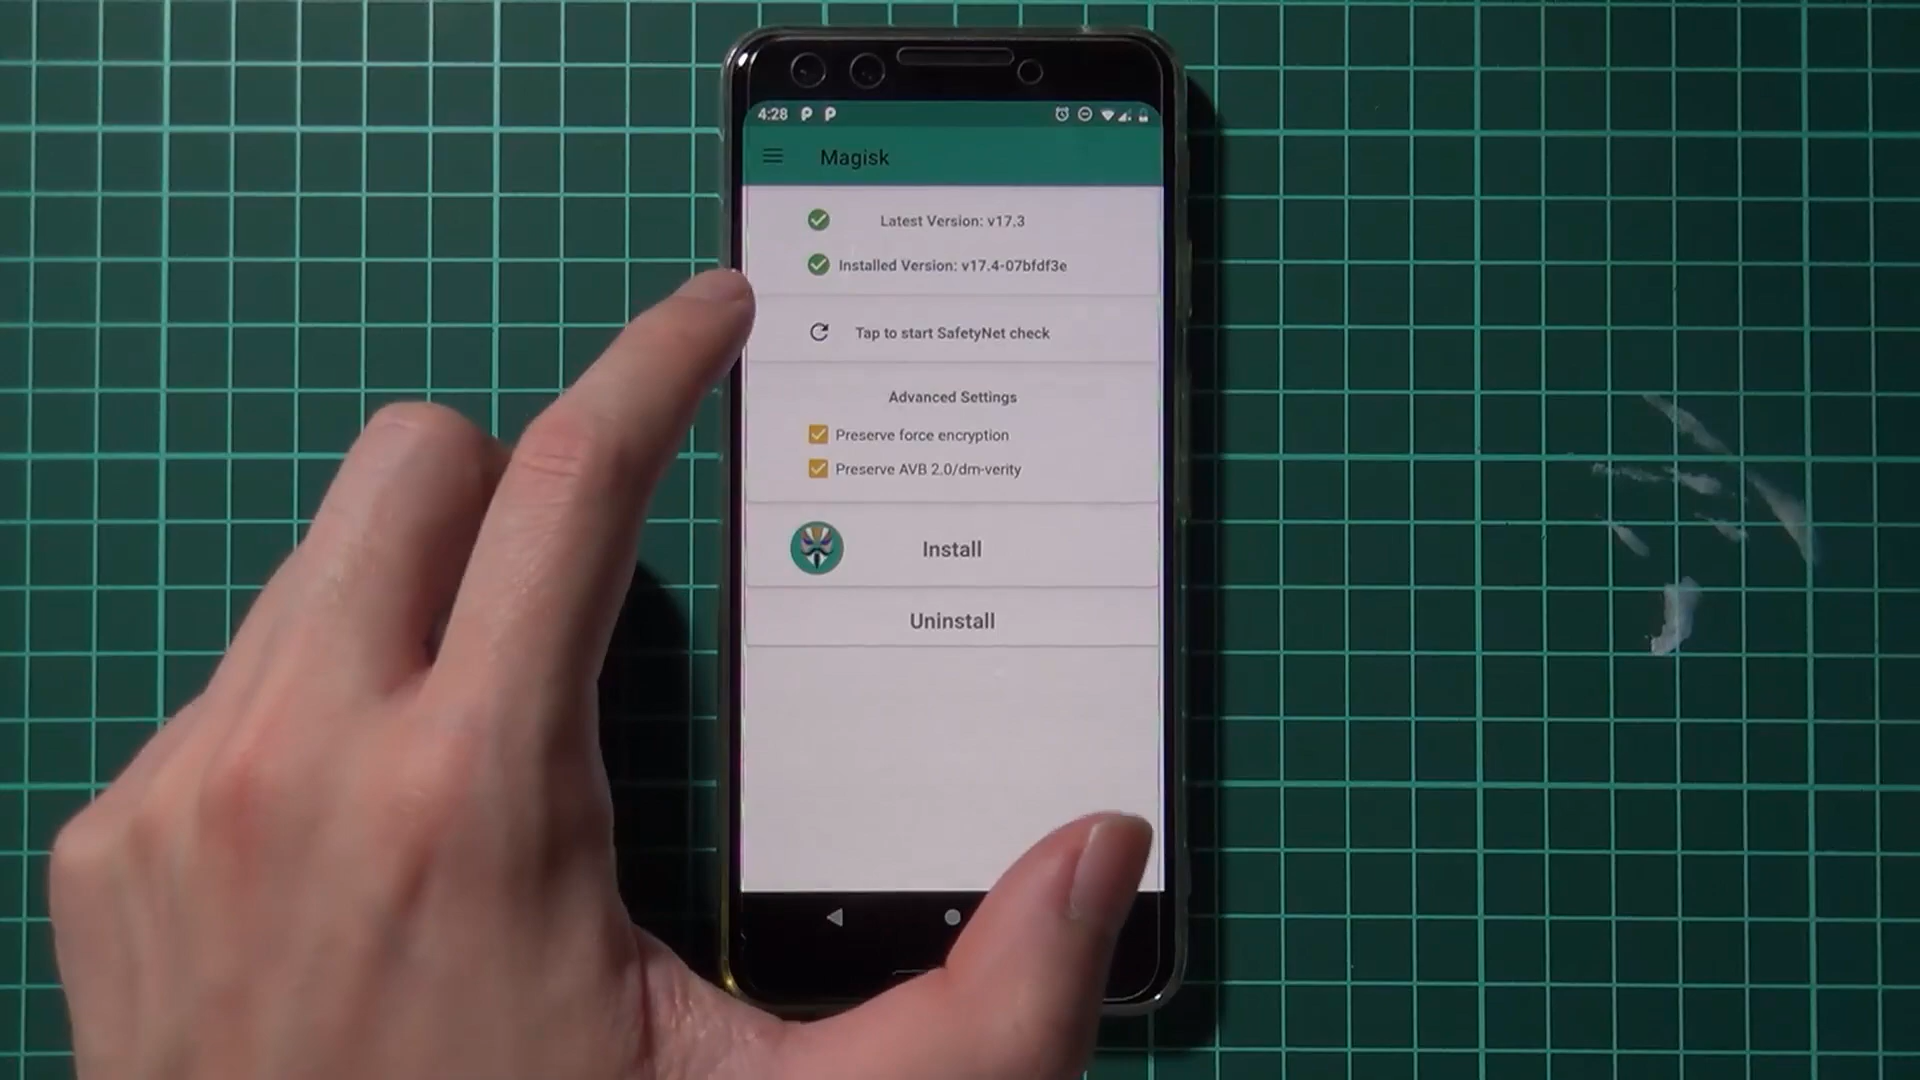 4:28
Magisk
Latest Version: v17.3
Installed Version: v17.4-07bfdf3e
Tap to start SafetyNet check
Advanced Settings
Preserve force encryption
Preserve AVB 2.0/dm-verity
Install
Uninstall